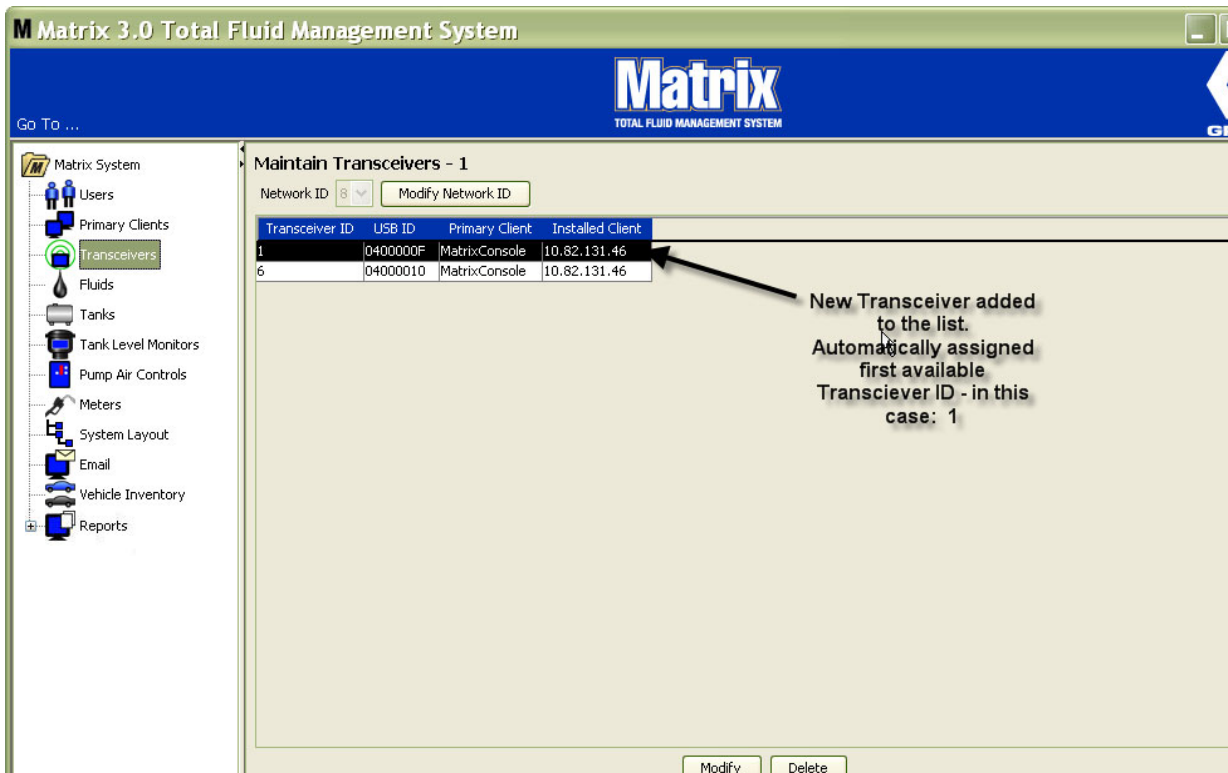 M Matrix 3.0 Total Fluid Management System
Matrix
TOTAL FLUID MANAGEMENT SYSTEM
Go To ...
Matrix System
Users
Primary Clients
Transceivers
Fluids
Tanks
Tank Level Monitors
Pump Air Controls
Meters
System Layout
Email
Vehicle Inventory
Reports
Maintain Transceivers - 1
Network ID 8 Modify Network ID
Transceiver ID USB ID Primary Client Installed Client
1 0400000F MatrixConsole 10.82.131.46
6 04000010 MatrixConsole 10.82.131.46
New Transceiver added
to the list.
Automatically assigned
first available
Transciever ID - in this
case: 1
Modify Delete